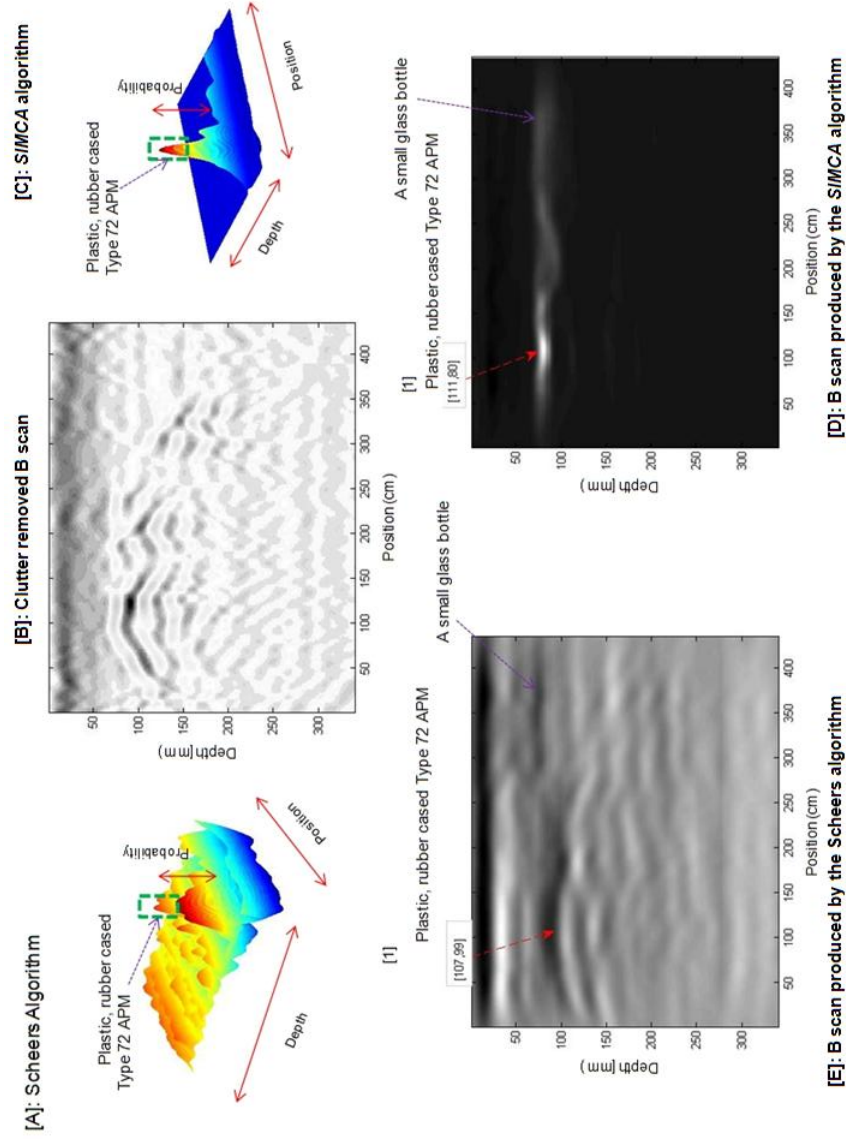 [A]: Scheers Algorithm
Plastic, rubber cased
Type 72 APM
Probability
Depth
Position
[B]: Clutter removed B scan
50
100
150
200
250
300
Depth[mm )
50 100 150 200 250 300 350 400
Position(cm)
[C]: SIMCA algorithm
Plastic, rubber cased
Type 72 APM
Probability
Depth
Position
[1]
Plastic, rubber cased Type 72 APM
[107,99]
A small glass bottle
50
100
150
200
250
300
Depth[mm )
50 100 150 200 250 300 350 400
Position(cm)
[E]: B scan produced by the Scheers algorithm
[1]
Plastic, rubber cased Type 72 APM
[111,80]
A small glass bottle
50
100
150
200
250
300
Depth[mm )
50 100 150 200 250 300 350 400
Position(cm)
[D]: B scan produced by the SIMCA algorithm